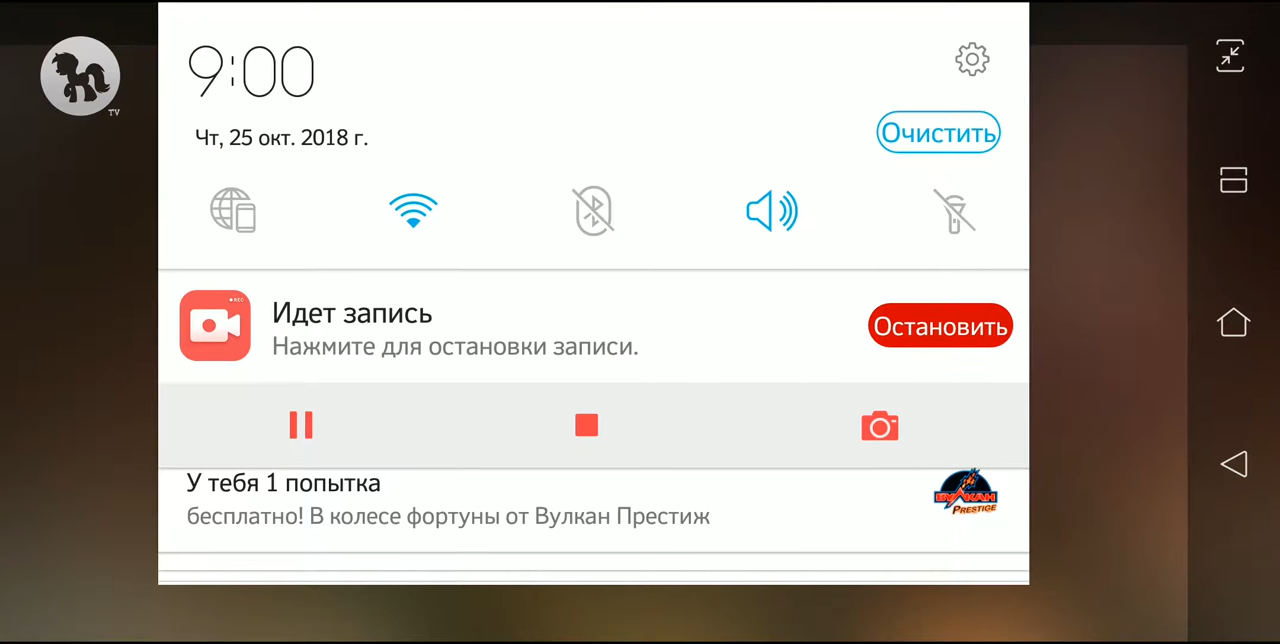 TV
9:00
Чт, 25 окт. 2018 г.
Очистить
REC
Идет запись
Нажмите для остановки записи.
Остановить
У тебя 1 попытка
бесплатно! В колесе фортуны от Вулкан Престиж
ВУЛКАН
PRESTIGE